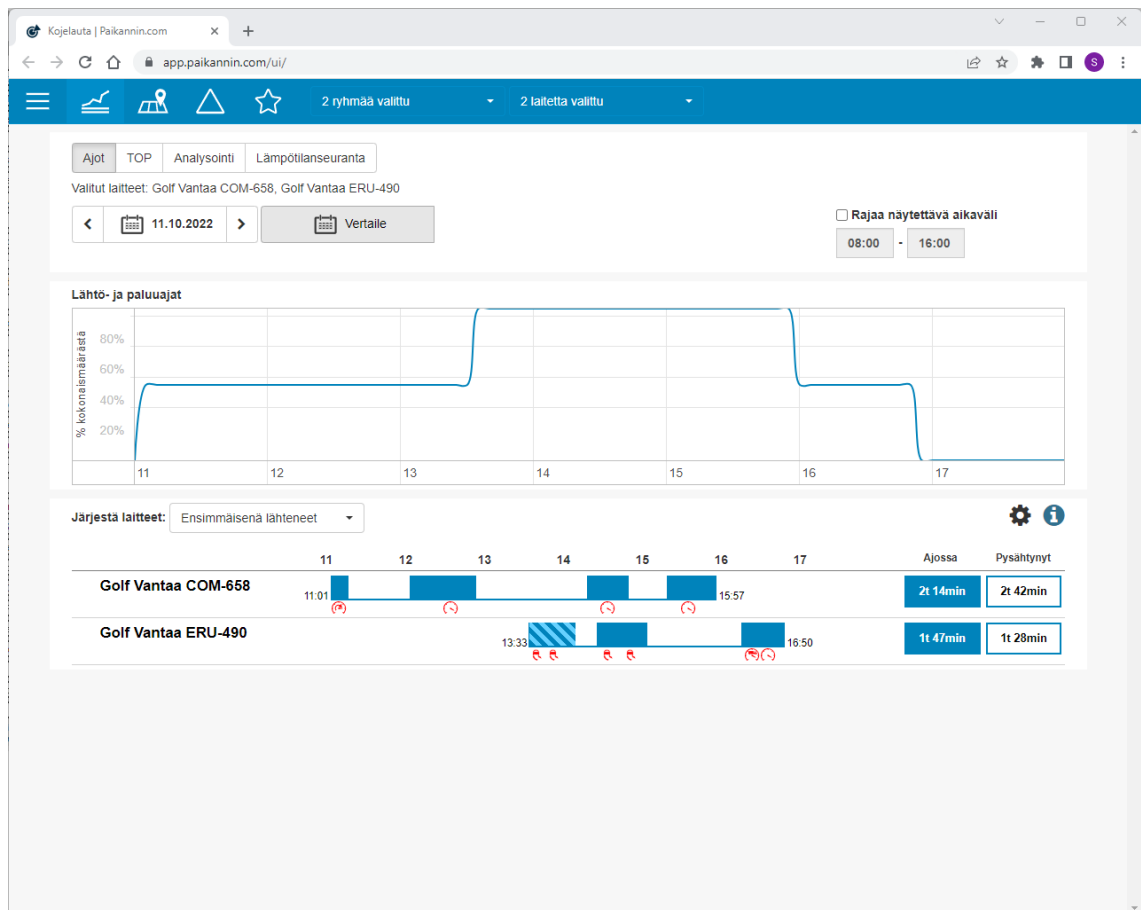 Kojelauta | Paikannin.com
app.paikannin.com/ui/
S
2 ryhmää valittu
2 laitetta valittu
Ajot TOP Analysointi Lämpötilanseuranta
Valitut laitteet: Golf Vantaa COM-658, Golf Vantaa ERU-490
11.10.2022 Vertaile
Rajaa näytettävä aikaväli
08:00 - 16:00
Lähtö- ja paluuajat
% kokonaismäärästä
80%
60%
40%
20%
11 12 13 14 15 16 17
Järjestä laitteet: Ensimmäisenä lähteneet
11 12 13 14 15 16 17 Ajossa Pysähtynyt
Golf Vantaa COM-658 11:01 15:57 2t 14min 2t 42min
Golf Vantaa ERU-490 13:33 16:50 1t 47min 1t 28min